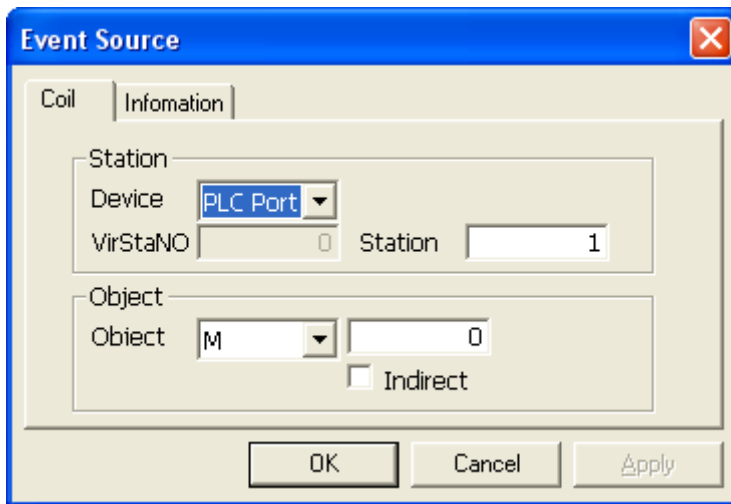 Event Source
Coil Infomation
Station
Device PLC Port
VirStaNO 0 Station 1
Object
Obiect M 0
Indirect
OK Cancel Apply